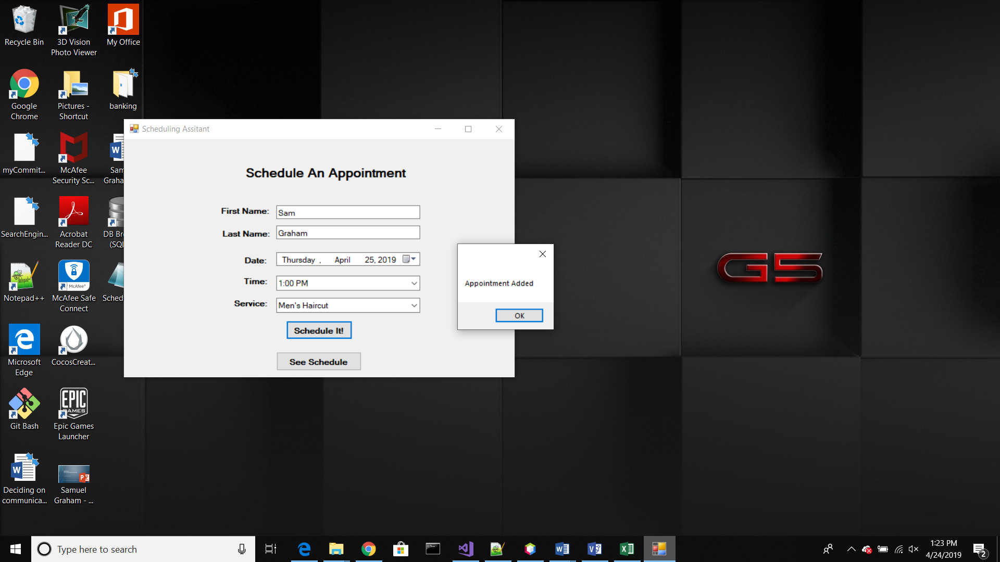 Recycle Bin
3D Vision
Photo Viewer
My Office
Google
Chrome
Pictures -
Shortcut
banking
myCommit...
McAfee
Security Sc...
Sam
Graha
SearchEngin...
Acrobat
Reader DC
DB Br
(SQL
Notepad++
McAfee Safe
Connect
Sched
Microsoft
Edge
CocosCreat...
Git Bash
Epic Games
Launcher
Deciding on
communica...
Samuel
Graham - ...
McAfee®
EPIC
GAMES
Scheduling Assitant
Schedule An Appointment
First Name: Sam
Last Name: Graham
Date: Thursday , April 25, 2019
Time: 1:00 PM
Service: Men's Haircut
Schedule It!
See Schedule
Appointment Added
OK
G5
Type here to search
1:23 PM
4/24/2019
2